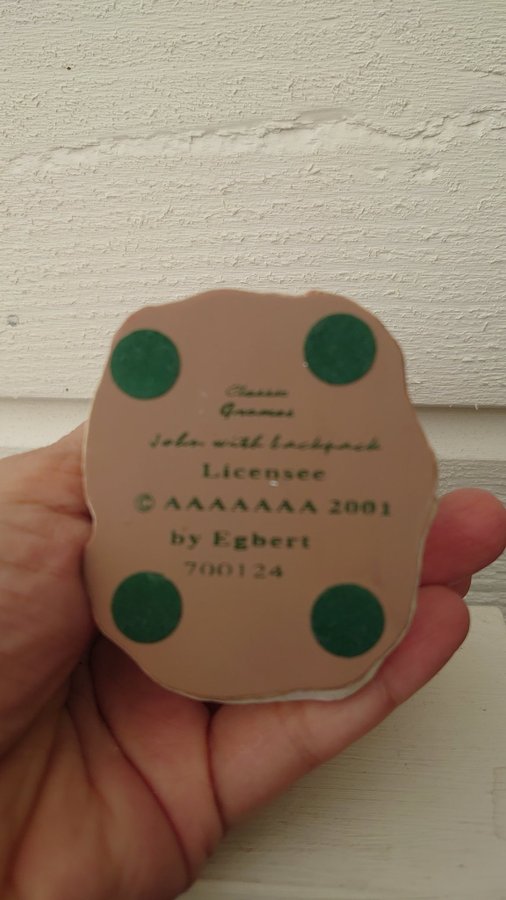 Classic
Gnomes
John with backpack
Licensee
© AAAAAAA 2001
by Egbert
700124